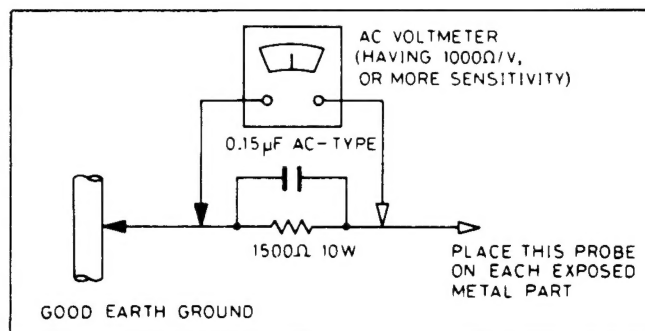 AC VOLTMETER
(HAVING 1000Ω/V,
OR MORE SENSITIVITY)
0.15µF AC-TYPE
1500Ω 10W
PLACE THIS PROBE
ON EACH EXPOSED
METAL PART
GOOD EARTH GROUND